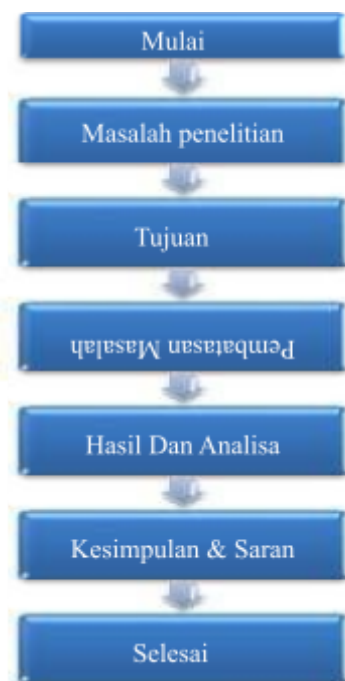 Mulai
Masalah penelitian
Tujuan
Pembatasan Masalah
Hasil Dan Analisa
Kesimpulan & Saran
Selesai